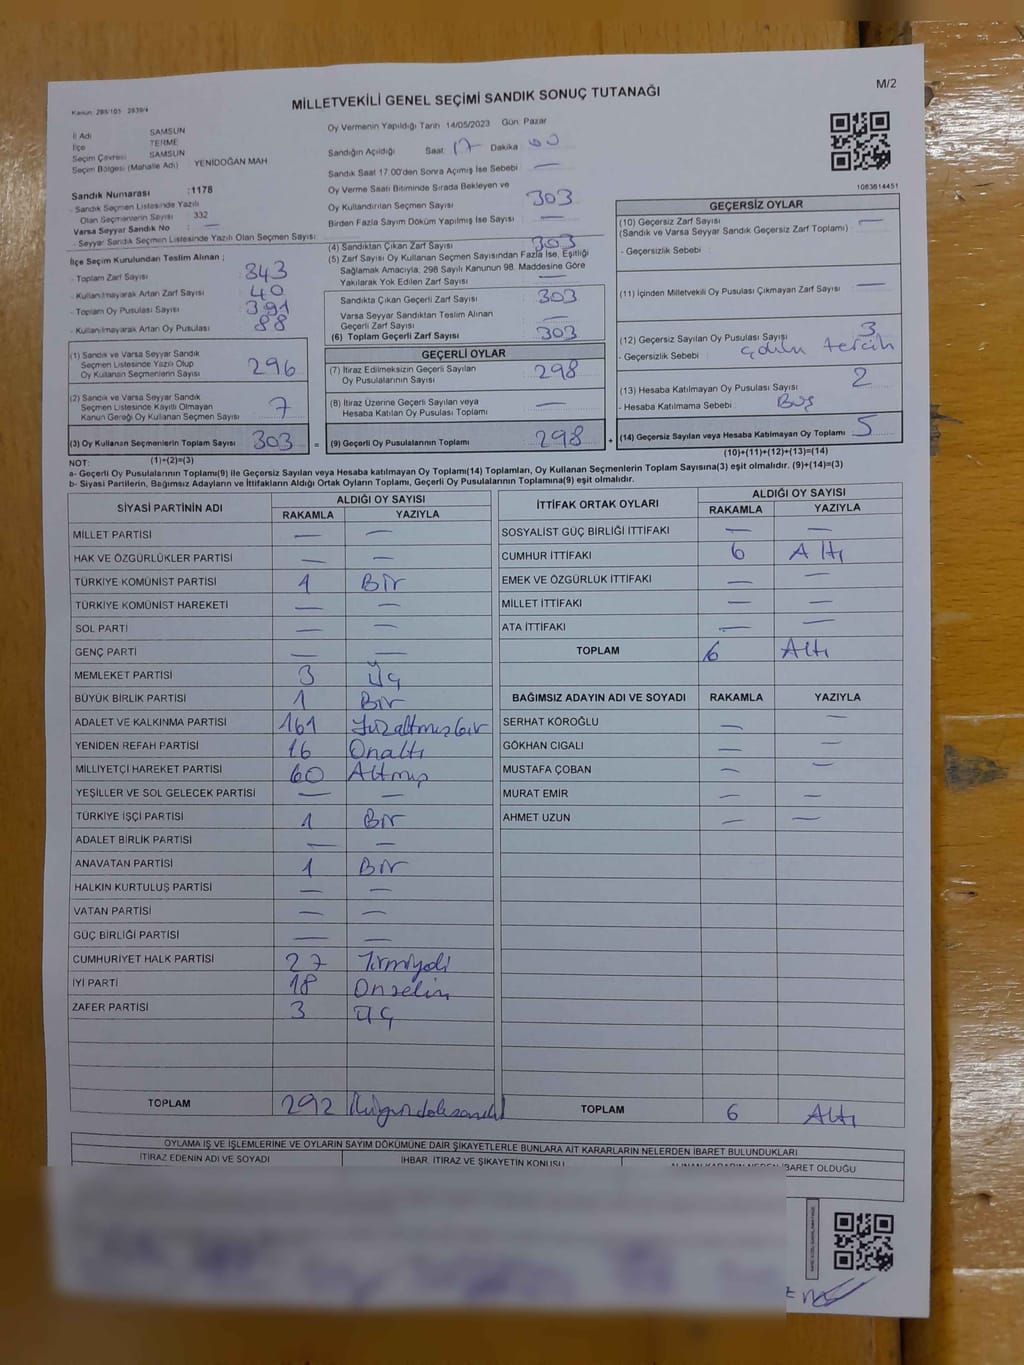 Kanun: 298/101 2839/4
M/2
MİLLETVEKİLİ GENEL SEÇİMİ SANDIK SONUÇ TUTANAĞI
İl Adı SAMSUN
İlçe TERME
Seçim Çevresi SAMSUN
Seçim Bölgesi (Mahalle Adı) YENİDOĞAN MAH
Sandık Numarası :1178
- Sandık Seçmen Listesinde Yazılı
Olan Seçmenlerin Sayısı 332
Varsa Seyyar Sandık No : —
- Seyyar Sandık Seçmen Listesinde Yazılı Olan Seçmen Sayısı:
Oy Vermenin Yapıldığı Tarih 14/05/2023 Gün: Pazar
Sandığın Açıldığı Saat: 17 Dakika 00
Sandık Saat 17.00'den Sonra Açımış İse Sebebi —
Oy Verme Saati Bitiminde Sırada Bekleyen ve
Oy Kullandırılan Seçmen Sayısı 303
Birden Fazla Sayım Döküm Yapılmış İse Sayısı —
1083614451
İlçe Seçim Kurulundan Teslim Alınan ;
- Toplam Zarf Sayısı 343
- Kullanılmayarak Artan Zarf Sayısı 40
- Toplam Oy Pusulası Sayısı 391
- Kullanılmayarak Artan Oy Pusulası 88
(1) Sandık ve Varsa Seyyar Sandık
Seçmen Listesinde Yazılı Olup
Oy Kullanan Seçmenlerin Sayısı 296
(2) Sandık ve Varsa Seyyar Sandık
Seçmen Listesinde Kayıtlı Olmayan
Kanun Gereği Oy Kullanan Seçmen Sayısı 7
(3) Oy Kullanan Seçmenlerin Toplam Sayısı 303 =
(1)+(2)=(3)
(4) Sandıktan Çıkan Zarf Sayısı 303
(5) Zarf Sayısı Oy Kullanan Seçmen Sayısından Fazla İse, Eşitliği
Sağlamak Amacıyla, 298 Sayılı Kanunun 98. Maddesine Göre
Yakılarak Yok Edilen Zarf Sayısı —
Sandıkta Çıkan Geçerli Zarf Sayısı 303
Varsa Seyyar Sandıktan Teslim Alınan
Geçerli Zarf Sayısı —
(6) Toplam Geçerli Zarf Sayısı 303
GEÇERLİ OYLAR
(7) İtiraz Edilmeksizin Geçerli Sayılan
Oy Pusulalarının Sayısı 298
(8) İtiraz Üzerine Geçerli Sayılan veya
Hesaba Katılan Oy Pusulası Toplamı —
(9) Geçerli Oy Pusulalarının Toplamı 298 +
GEÇERSİZ OYLAR
(10) Geçersiz Zarf Sayısı —
(Sandık ve Varsa Seyyar Sandık Geçersiz Zarf Toplamı)
- Geçersizlik Sebebi :
(11) İçinden Milletvekili Oy Pusulası Çıkmayan Zarf Sayısı —
(12) Geçersiz Sayılan Oy Pusulası Sayısı 3
- Geçersizlik Sebebi : tercih
(13) Hesaba Katılmayan Oy Pusulası Sayısı 2
- Hesaba Katılmama Sebebi : Boş
(14) Geçersiz Sayılan veya Hesaba Katılmayan Oy Toplamı 5
(10)+(11)+(12)+(13)=(14)
NOT:
a- Geçerli Oy Pusulalarının Toplamı(9) ile Geçersiz Sayılan veya Hesaba katılmayan Oy Toplamı(14) Toplamları, Oy Kullanan Seçmenlerin Toplam Sayısına(3) eşit olmalıdır. (9)+(14)=(3)
b- Siyasi Partilerin, Bağımsız Adayların ve İttifakların Aldığı Ortak Oyların Toplamı, Geçerli Oy Pusulalarının Toplamına(9) eşit olmalıdır.
SİYASİ PARTİNİN ADI ALDIĞI OY SAYISI
RAKAMLA YAZIYLA
MİLLET PARTİSİ — —
HAK VE ÖZGÜRLÜKLER PARTİSİ — —
TÜRKİYE KOMÜNİST PARTİSİ 1 Bir
TÜRKİYE KOMÜNİST HAREKETİ — —
SOL PARTİ — —
GENÇ PARTİ — —
MEMLEKET PARTİSİ 3 Üç
BÜYÜK BİRLİK PARTİSİ 1 Bir
ADALET VE KALKINMA PARTİSİ 161 Yüzaltmışbir
YENİDEN REFAH PARTİSİ 16 Onaltı
MİLLİYETÇİ HAREKET PARTİSİ 60 Altmış
YEŞİLLER VE SOL GELECEK PARTİSİ — —
TÜRKİYE İŞÇİ PARTİSİ 1 Bir
ADALET BİRLİK PARTİSİ — —
ANAVATAN PARTİSİ 1 Bir
HALKIN KURTULUŞ PARTİSİ — —
VATAN PARTİSİ — —
GÜÇ BİRLİĞİ PARTİSİ — —
CUMHURİYET HALK PARTİSİ 27 Yirmiyedi
İYİ PARTİ 18 Onsekiz
ZAFER PARTİSİ 3 Üç
TOPLAM 292
İTTİFAK ORTAK OYLARI ALDIĞI OY SAYISI
RAKAMLA YAZIYLA
SOSYALİST GÜÇ BİRLİĞİ İTTİFAKI — —
CUMHUR İTTİFAKI 6 Altı
EMEK VE ÖZGÜRLÜK İTTİFAKI — —
MİLLET İTTİFAKI — —
ATA İTTİFAKI — —
TOPLAM 6 Altı
BAĞIMSIZ ADAYIN ADI VE SOYADI RAKAMLA YAZIYLA
SERHAT KÖROĞLU — —
GÖKHAN CIGALI — —
MUSTAFA ÇOBAN — —
MURAT EMİR — —
AHMET UZUN — —
TOPLAM 6 Altı
OYLAMA İŞ VE İŞLEMLERİNE VE OYLARIN SAYIM DÖKÜMÜNE DAİR ŞİKAYETLERLE BUNLARA AİT KARARLARIN NELERDEN İBARET BULUNDUKLARI
İTİRAZ EDENİN ADI VE SOYADI İHBAR, İTİRAZ VE ŞİKAYETİN KONUSU ALINAN KARARIN NEDEN İBARET OLDUĞU